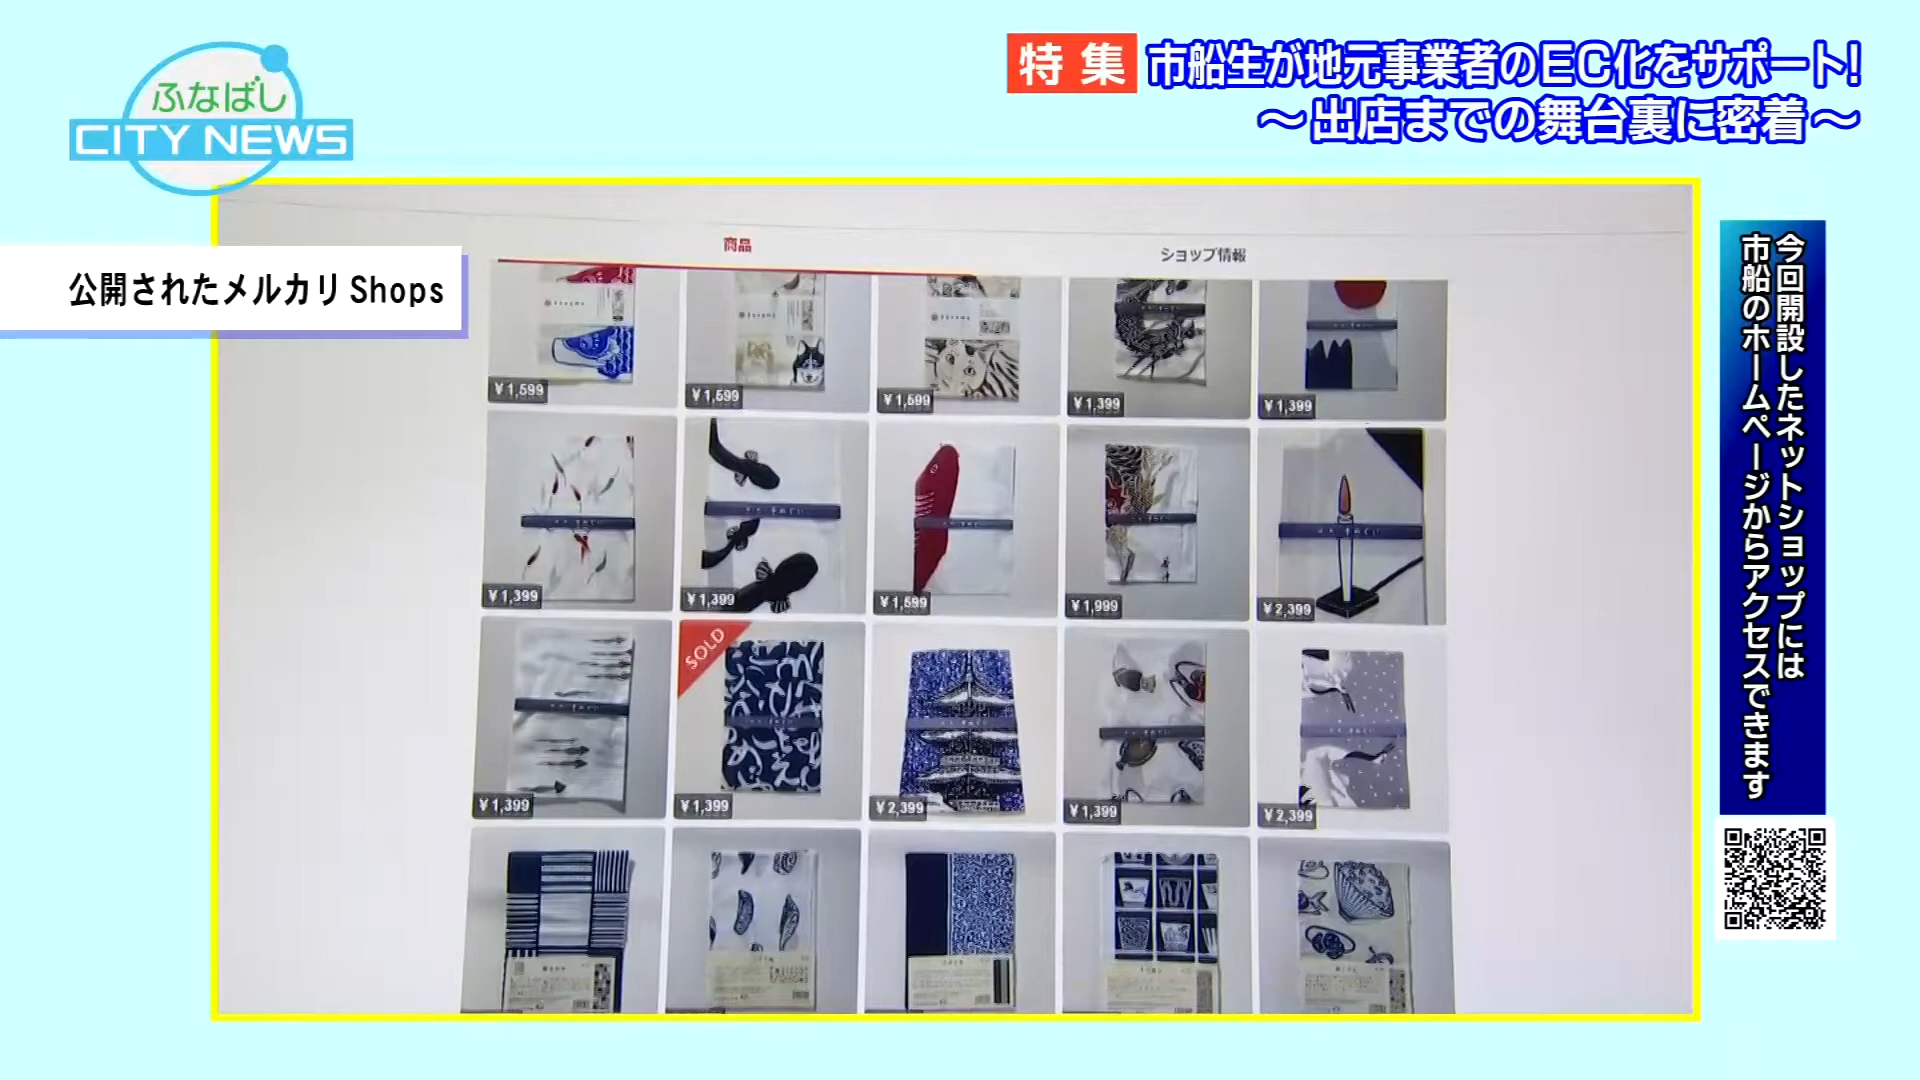 ふなばし
CITY NEWS
特集
市船生が地元事業者のEC化をサポート!
～出店までの舞台裏に密着～
公開されたメルカリShops
今回開設したネットショップには
市船のホームページからアクセスできます
商品
ショップ情報
¥1,599
¥1,599
¥1,599
¥1,399
¥1,399
¥1,399
¥1,399
¥1,599
¥1,999
¥2,399
SOLD
¥1,399
¥1,399
¥2,399
¥1,399
¥2,399